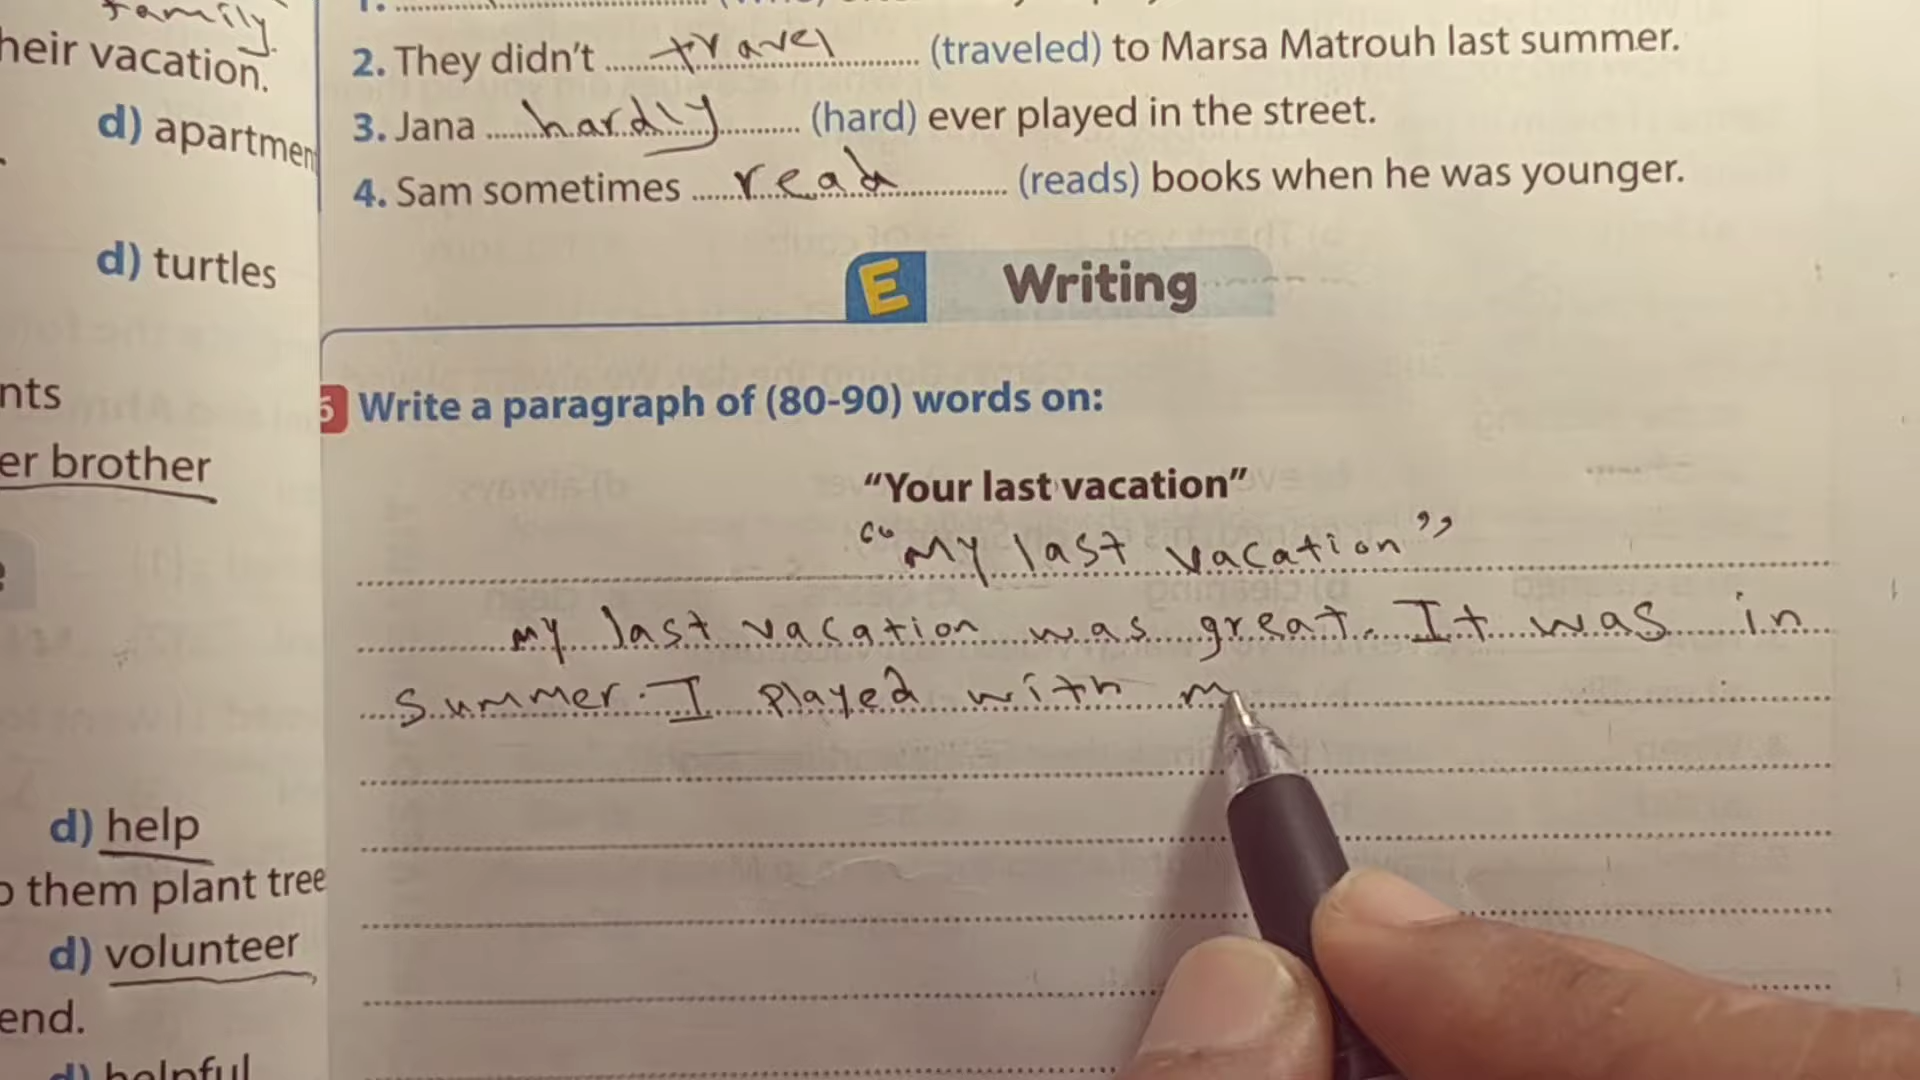 family.
heir vacation.
d) apartmen
d) turtles
nts
er brother
d) help
them plant tree
d) volunteer
end.
d) helpful
2. They didn't travel (traveled) to Marsa Matrouh last summer.
3. Jana hardly (hard) ever played in the street.
4. Sam sometimes read (reads) books when he was younger.
E Writing
6 Write a paragraph of (80-90) words on:
"Your last vacation"
"My last vacation"
My last vacation was great. It was in
summer. I played with m